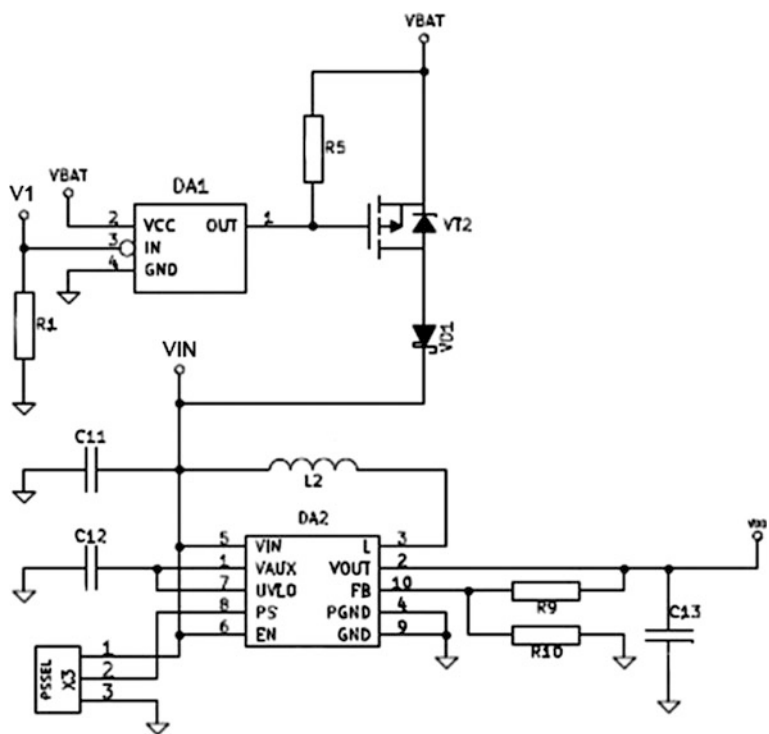 VBAT
R5
VBAT
DA1
V1
2 VCC OUT 1
3 IN
4 GND
VT2
R1
VD1
VIN
C11
L2
DA2
C12
5 VIN L 3
1 VAUX VOUT 2
7 UVLO FB 10
8 PS PGND 4
6 EN GND 9
R9
R10
C13
PSSEL
X3
1
2
3